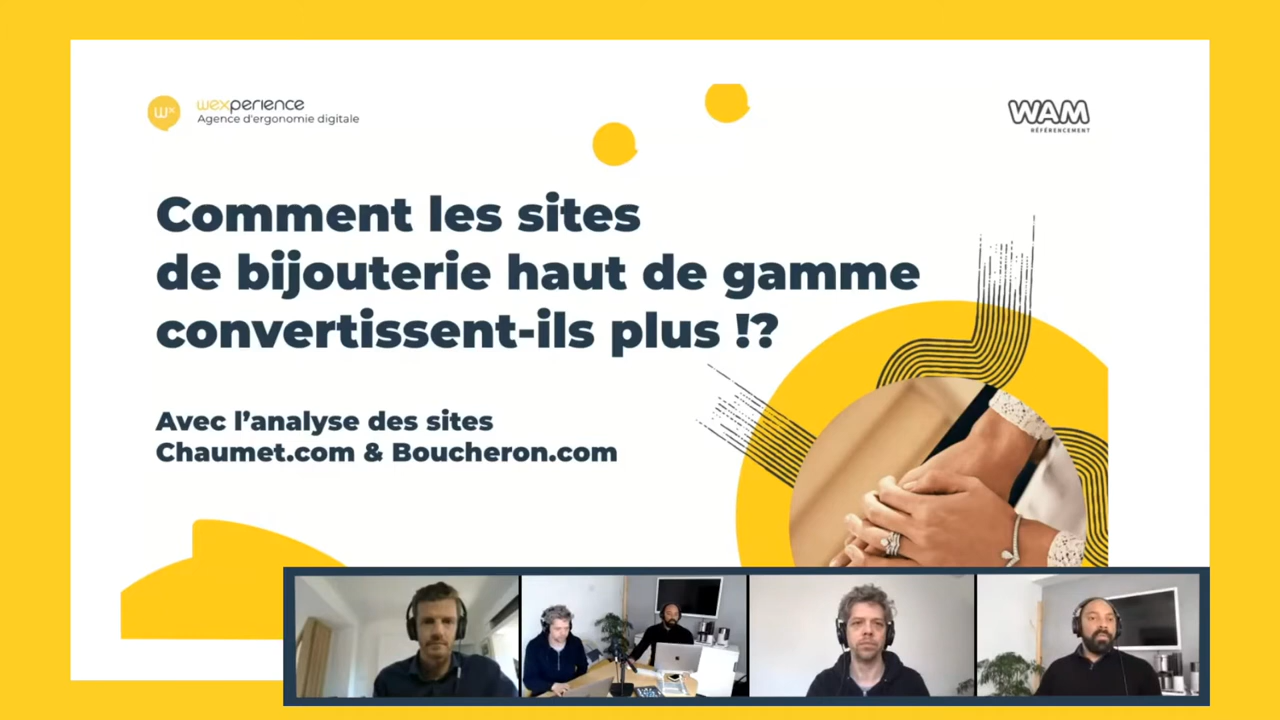 wx
wexperience
Agence d'ergonomie digitale
WAM
RÉFÉRENCEMENT
Comment les sites
de bijouterie haut de gamme
convertissent-ils plus !?
Avec l'analyse des sites
Chaumet.com & Boucheron.com